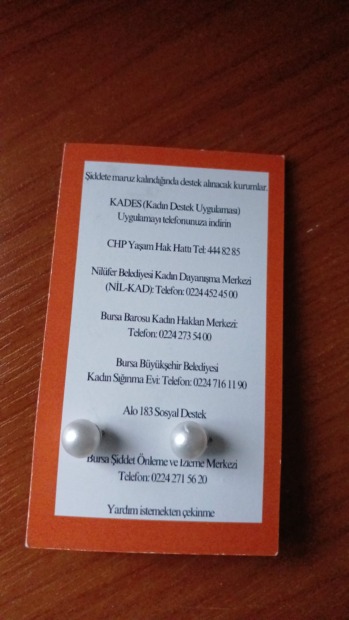 Şiddete maruz kalındığında destek alınacak kurumlar.
KADES (Kadın Destek Uygulaması)
Uygulamayı telefonunuza indirin
CHP Yaşam Hak Hattı Tel: 444 82 85
Nilüfer Belediyesi Kadın Dayanışma Merkezi
(NİL-KAD): Telefon: 0224 452 45 00
Bursa Barosu Kadın Hakları Merkezi:
Telefon: 0224 273 54 00
Bursa Büyükşehir Belediyesi
Kadın Sığınma Evi: Telefon: 0224 716 11 90
Alo 183 Sosyal Destek
Bursa Şiddet Önleme ve İzleme Merkezi
Telefon: 0224 271 56 20
Yardım istemekten çekinme